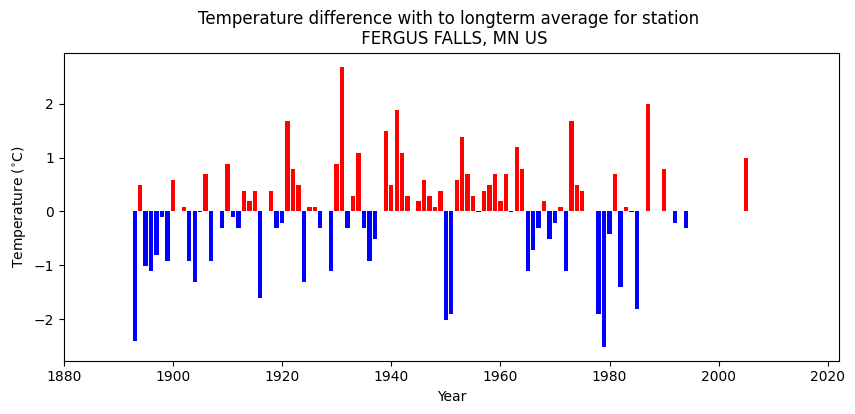 Temperature difference with to longterm average for station
FERGUS FALLS, MN US
Temperature (°C)
2
1
0
−1
−2
1880 1900 1920 1940 1960 1980 2000 2020
Year